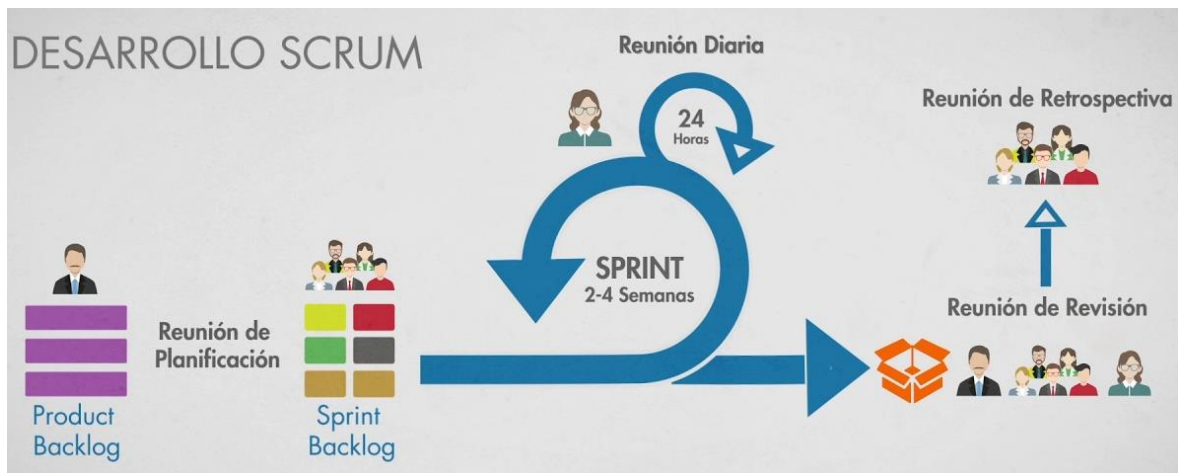 DESARROLLO SCRUM
Reunión Diaria
24
Horas
Reunión de Retrospectiva
SPRINT
2-4 Semanas
Reunión de Revisión
Reunión de
Planificación
Product
Backlog
Sprint
Backlog